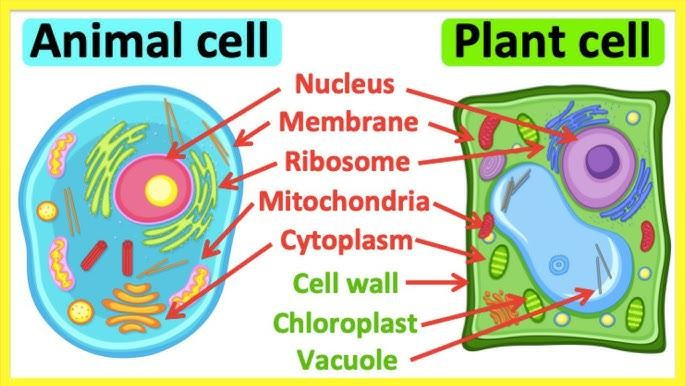 Animal cell
Plant cell
Nucleus
Membrane
Ribosome
Mitochondria
Cytoplasm
Cell wall
Chloroplast
Vacuole